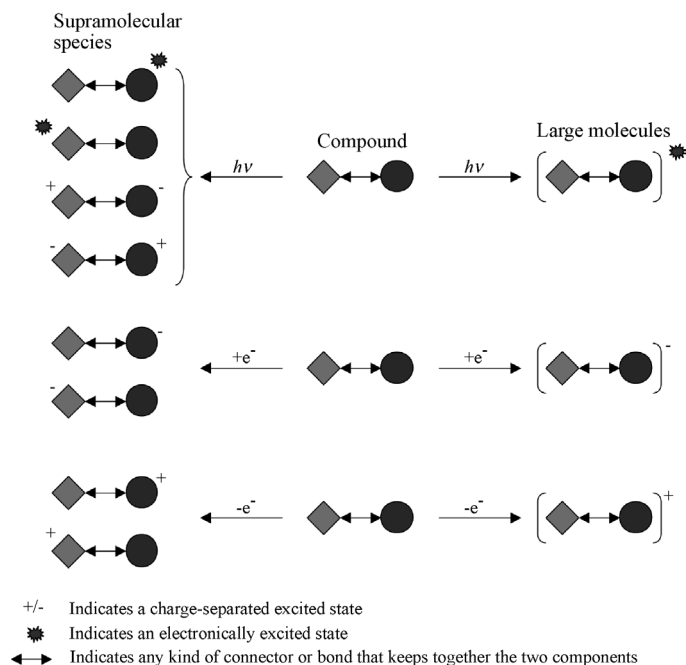 Supramolecular
species
Compound
Large molecules
hν
hν
+
-
-
+
-
+e-
+e-
-
-
+
-e-
-e-
+
+
+/- Indicates a charge-separated excited state
Indicates an electronically excited state
Indicates any kind of connector or bond that keeps together the two components